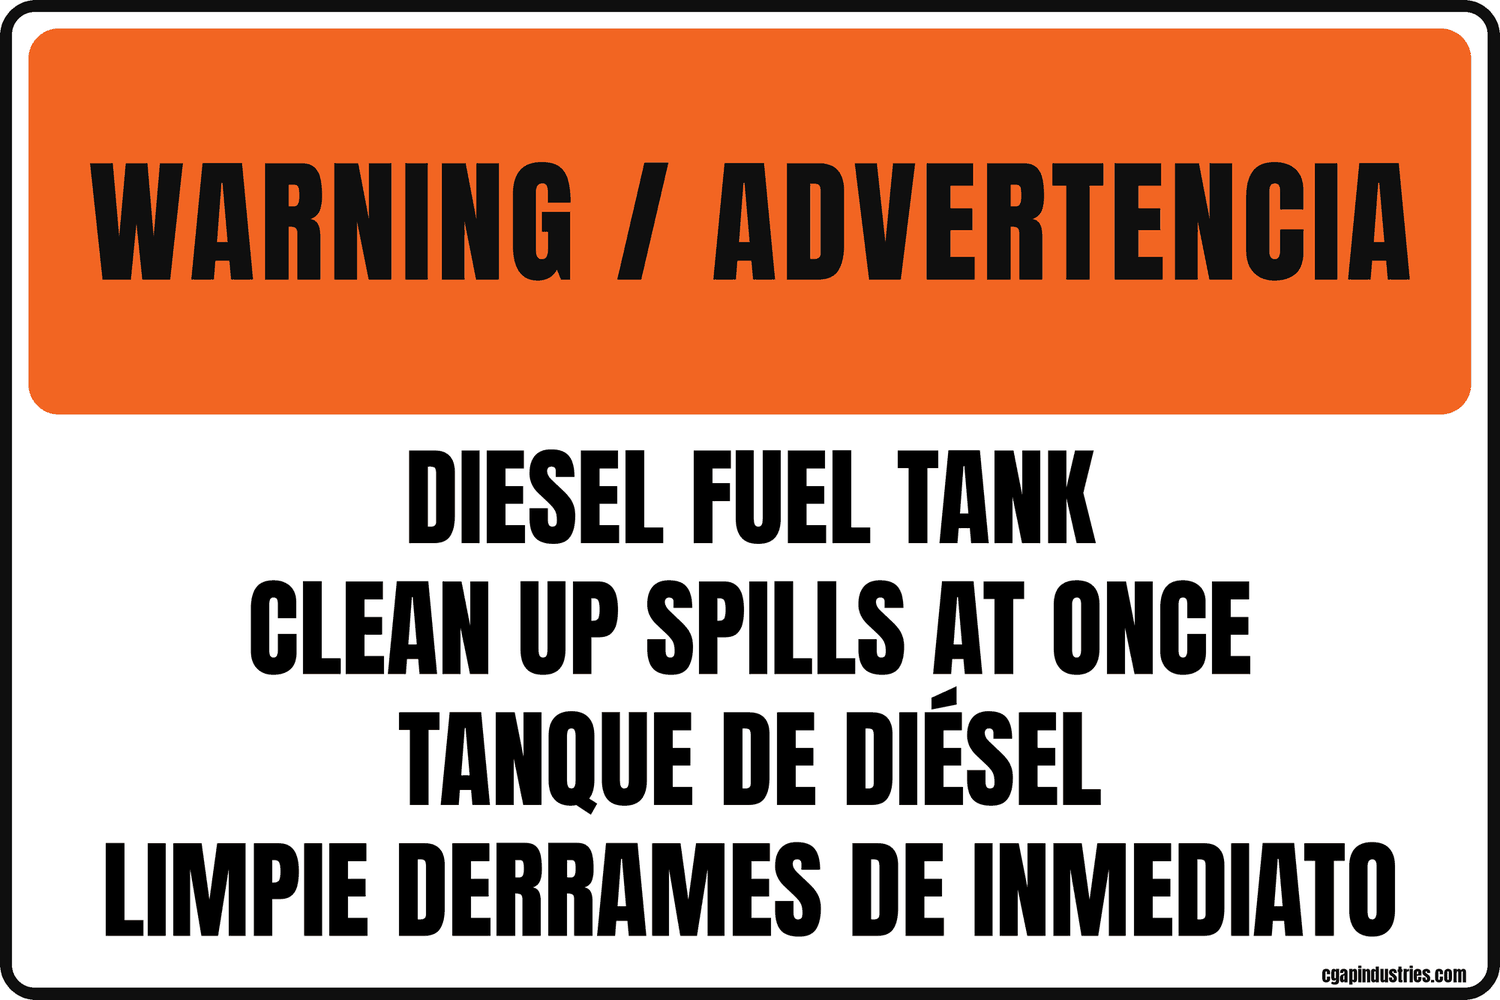 WARNING / ADVERTENCIA
DIESEL FUEL TANK
CLEAN UP SPILLS AT ONCE
TANQUE DE DIÉSEL
LIMPIE DERRAMES DE INMEDIATO
cgapindustries.com